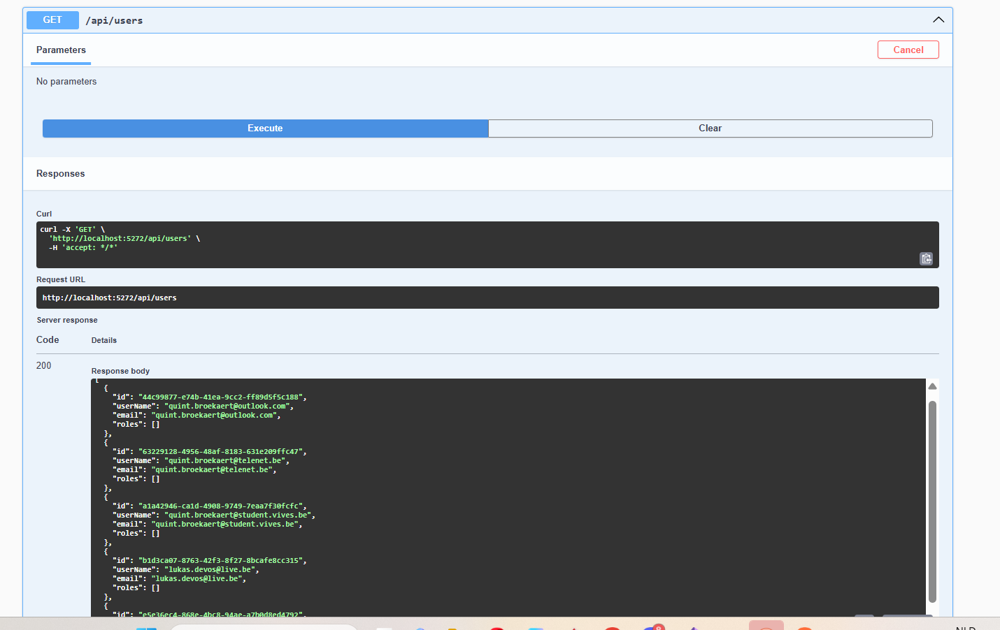 GET /api/users
Parameters
Cancel
No parameters
Execute
Clear
Responses
Curl
curl -X 'GET' \
'http://localhost:5272/api/users' \
-H 'accept: */*'
Request URL
http://localhost:5272/api/users
Server response
Code Details
200
Response body
[
{
"id": "44c99877-e74b-41ea-9cc2-ff89d5f5c188",
"userName": "quint.broekaert@outlook.com",
"email": "quint.broekaert@outlook.com",
"roles": []
},
{
"id": "63229128-4956-48af-8183-631e209ffc47",
"userName": "quint.broekaert@telenet.be",
"email": "quint.broekaert@telenet.be",
"roles": []
},
{
"id": "a1a42946-ca1d-4908-9749-7eaa7f30fcfc",
"userName": "quint.broekaert@student.vives.be",
"email": "quint.broekaert@student.vives.be",
"roles": []
},
{
"id": "b1d3ca07-8763-42f3-8f27-8bcafe8cc315",
"userName": "lukas.devos@live.be",
"email": "lukas.devos@live.be",
"roles": []
},
{
"id": "e5e36ec4-868e-4bc8-94ae-a7b0d8ed4792",
8
NLD